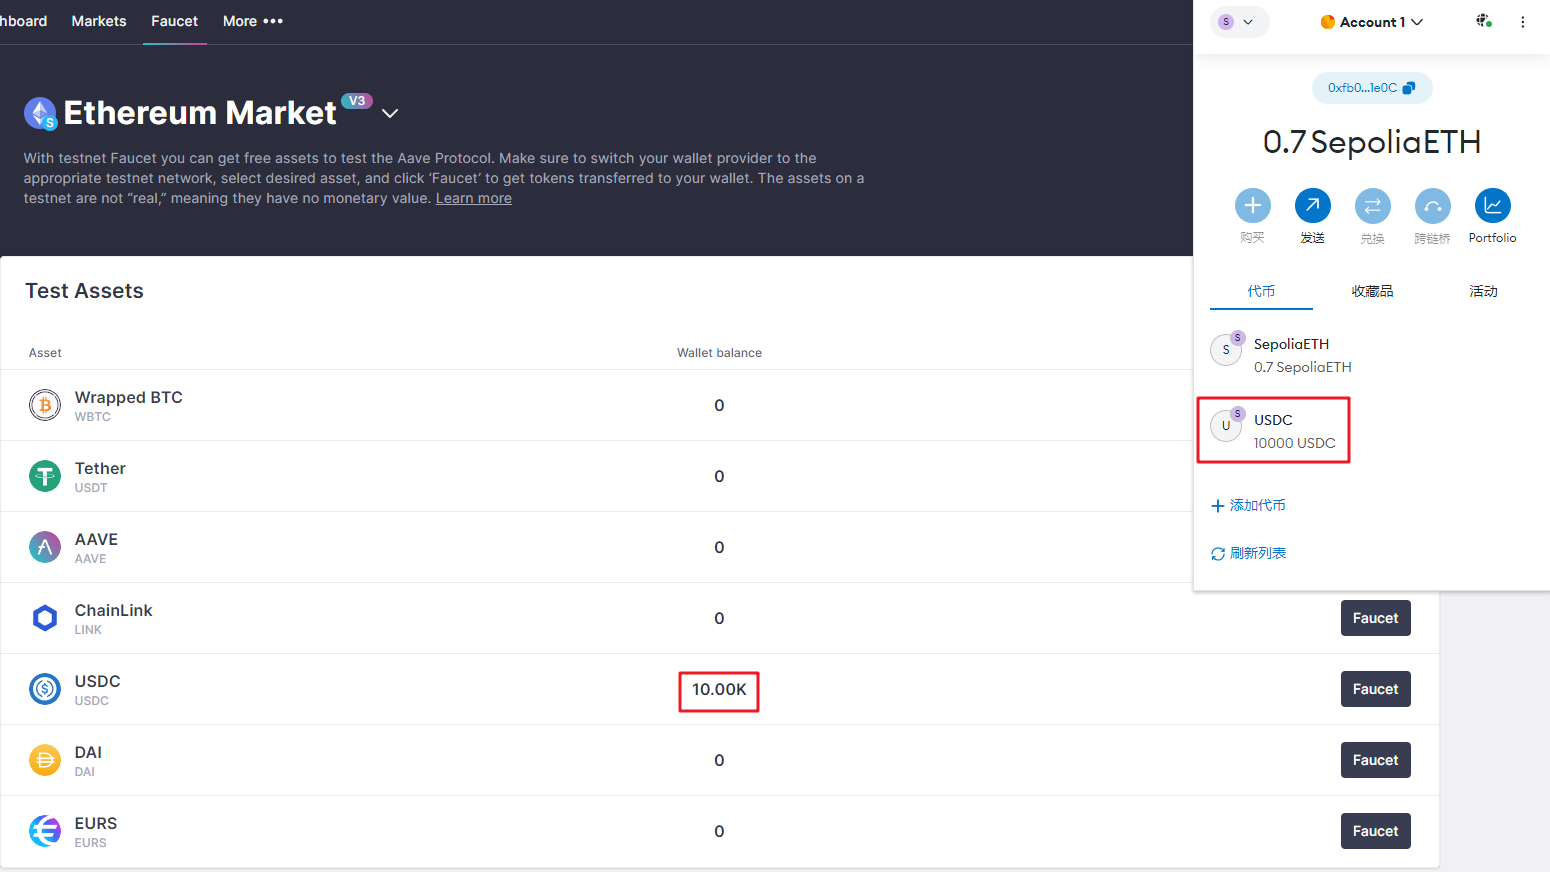 hboard Markets Faucet More •••
Ethereum Market V3
With testnet Faucet you can get free assets to test the Aave Protocol. Make sure to switch your wallet provider to the
appropriate testnet network, select desired asset, and click ‘Faucet’ to get tokens transferred to your wallet. The assets on a
testnet are not “real,” meaning they have no monetary value. Learn more
Test Assets
Asset Wallet balance
Wrapped BTC
WBTC
0
Tether
USDT
0
AAVE
AAVE
0
ChainLink
LINK
0
Faucet
USDC
USDC
10.00K
Faucet
DAI
DAI
0
Faucet
EURS
EURS
0
Faucet
S Account 1
0xfb0...1e0C
0.7 SepoliaETH
购买 发送 兑换 跨链桥 Portfolio
代币 收藏品 活动
S
S
SepoliaETH
0.7 SepoliaETH
U
S
USDC
10000 USDC
添加代币
刷新列表